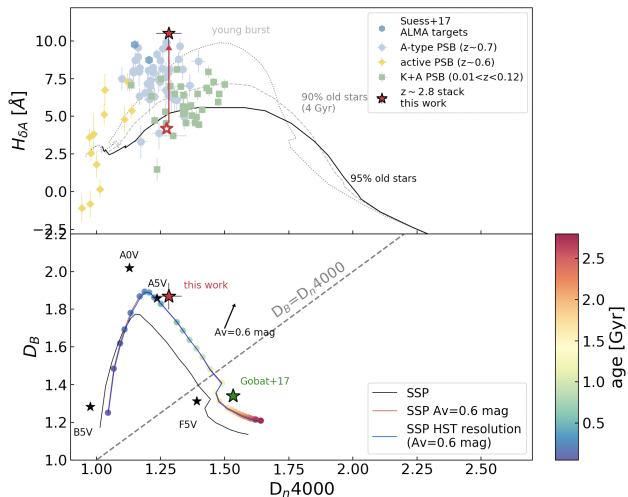 10.0
7.5
5.0
2.5
0.0
−2.5
HδA [Å]
young burst
90% old stars
(4 Gyr)
95% old stars
Suess+17
ALMA targets
A-type PSB (z~0.7)
active PSB (z~0.6)
K+A PSB (0.01<z<0.12)
z ~ 2.8 stack
this work
2.2
2.0
1.8
1.6
1.4
1.2
1.0
DB
A0V
A5V
this work
B5V
F5V
Av=0.6 mag
DB=Dn4000
Gobat+17
SSP
SSP Av=0.6 mag
SSP HST resolution
(Av=0.6 mag)
1.00
1.25
1.50
1.75
2.00
2.25
2.50
Dn4000
2.5
2.0
1.5
1.0
0.5
age [Gyr]